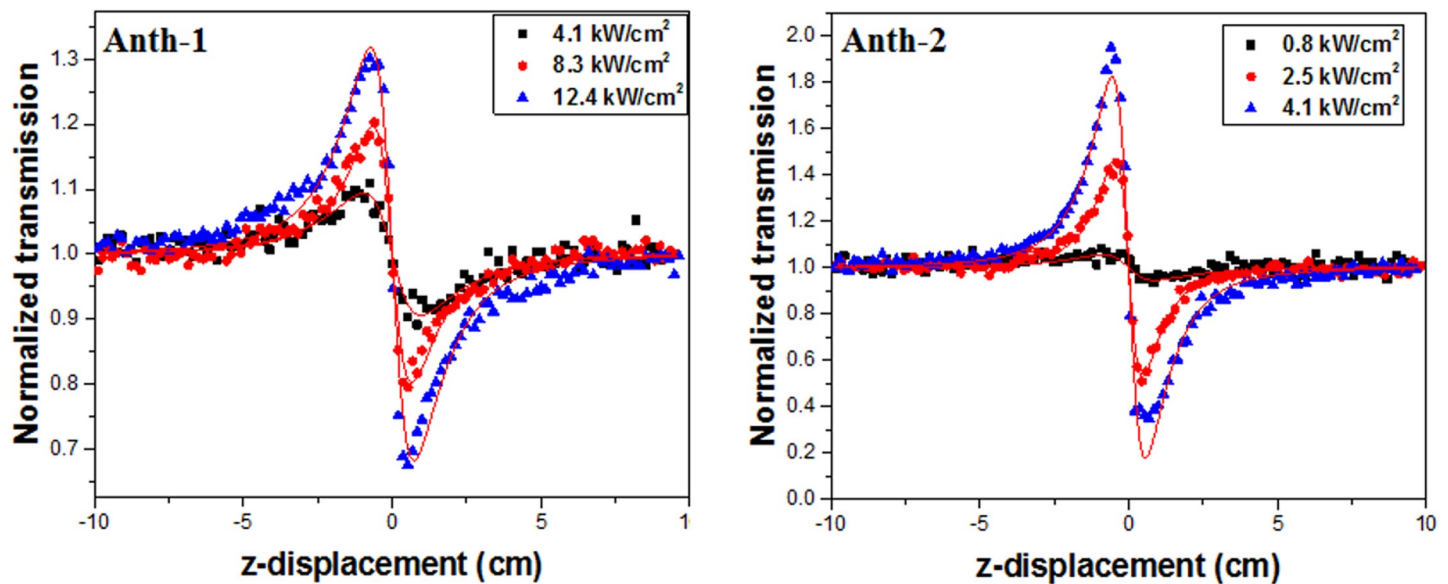 Anth-1
4.1 kW/cm²
8.3 kW/cm²
12.4 kW/cm²
Normalized transmission
1.3
1.2
1.1
1.0
0.9
0.8
0.7
-10
-5
0
5
1
z-displacement (cm)
Anth-2
0.8 kW/cm²
2.5 kW/cm²
4.1 kW/cm²
Normalized transmission
2.0
1.8
1.6
1.4
1.2
1.0
0.8
0.6
0.4
0.2
0.0
-10
-5
0
5
10
z-displacement (cm)